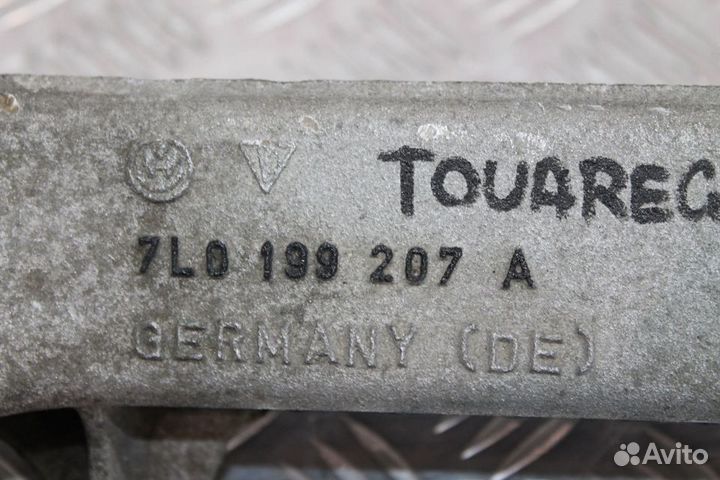 TOUAREG
7L0 199 207 A
GERMANY (DE)
Avito